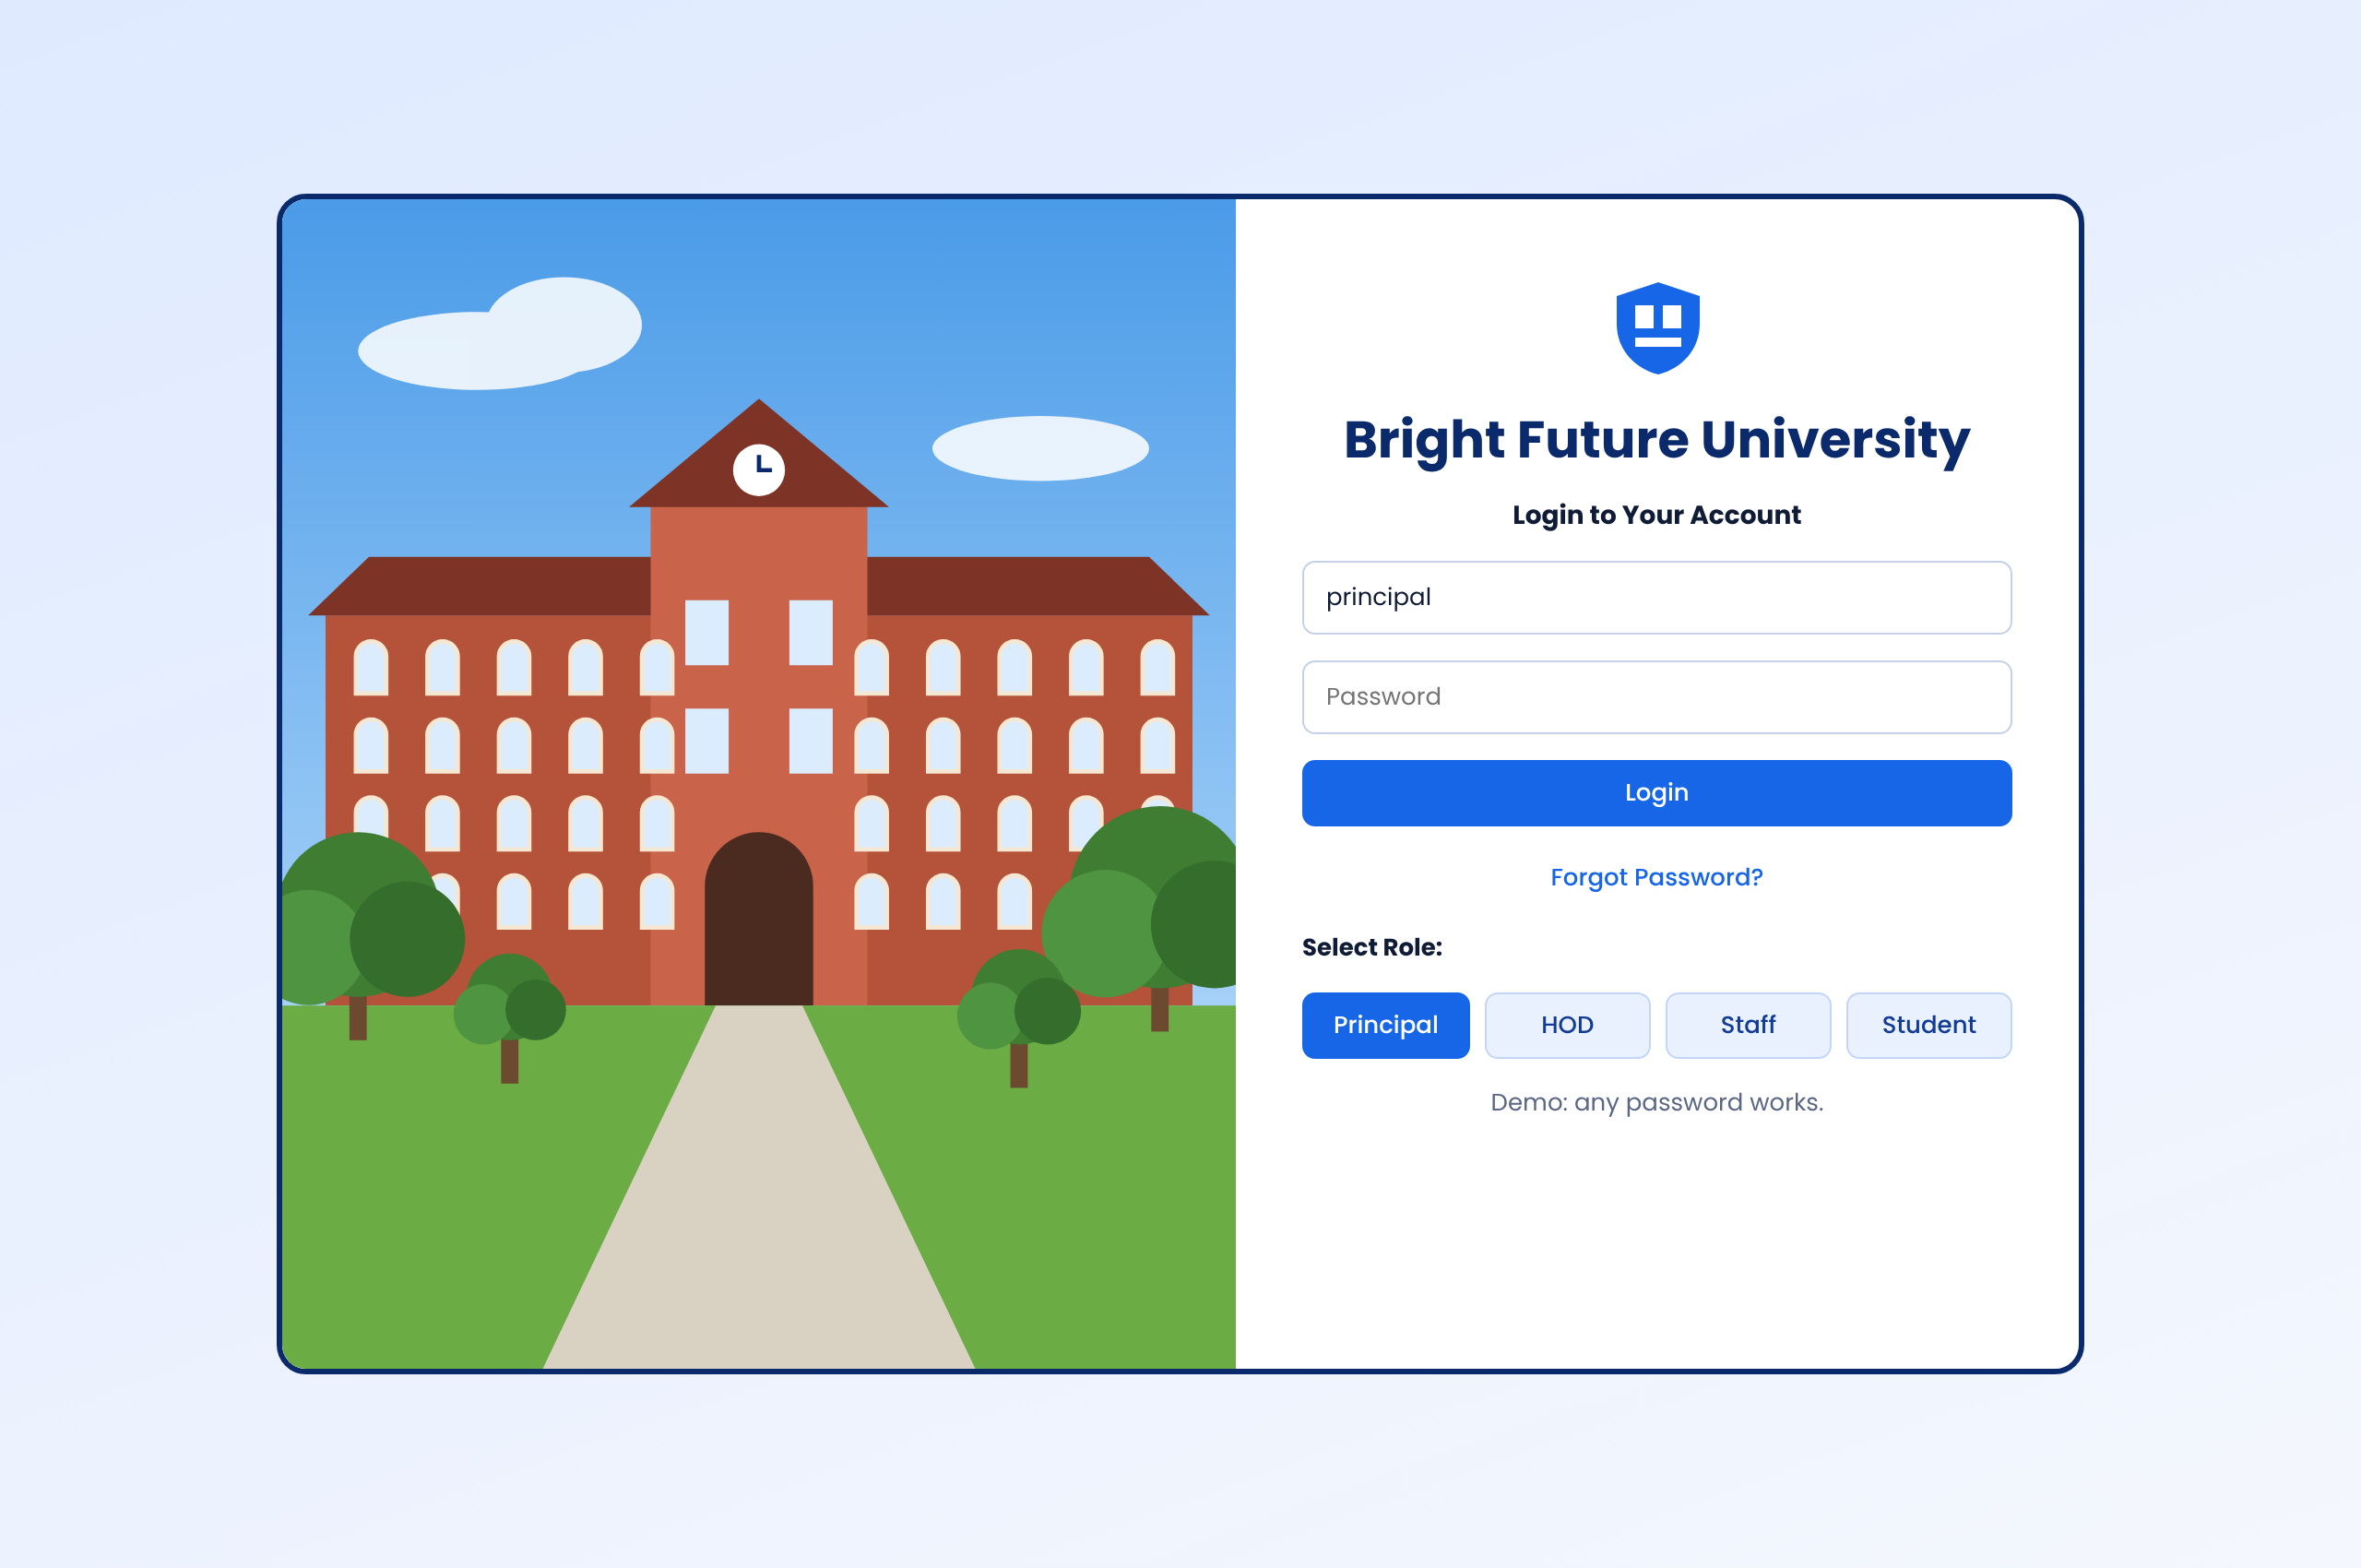 Bright Future University
Login to Your Account
principal
Password
Login
Forgot Password?
Select Role:
Principal HOD Staff Student
Demo: any password works.